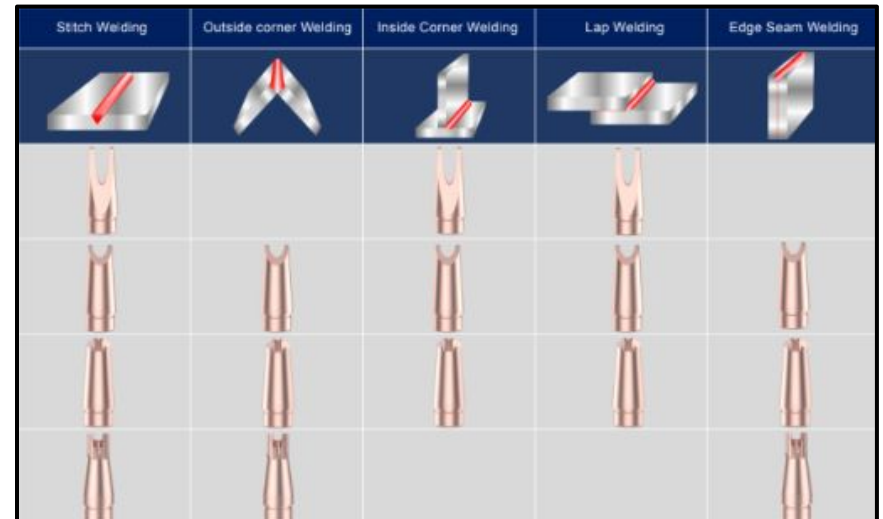 Stitch Welding
Outside corner Welding
Inside Corner Welding
Lap Welding
Edge Seam Welding